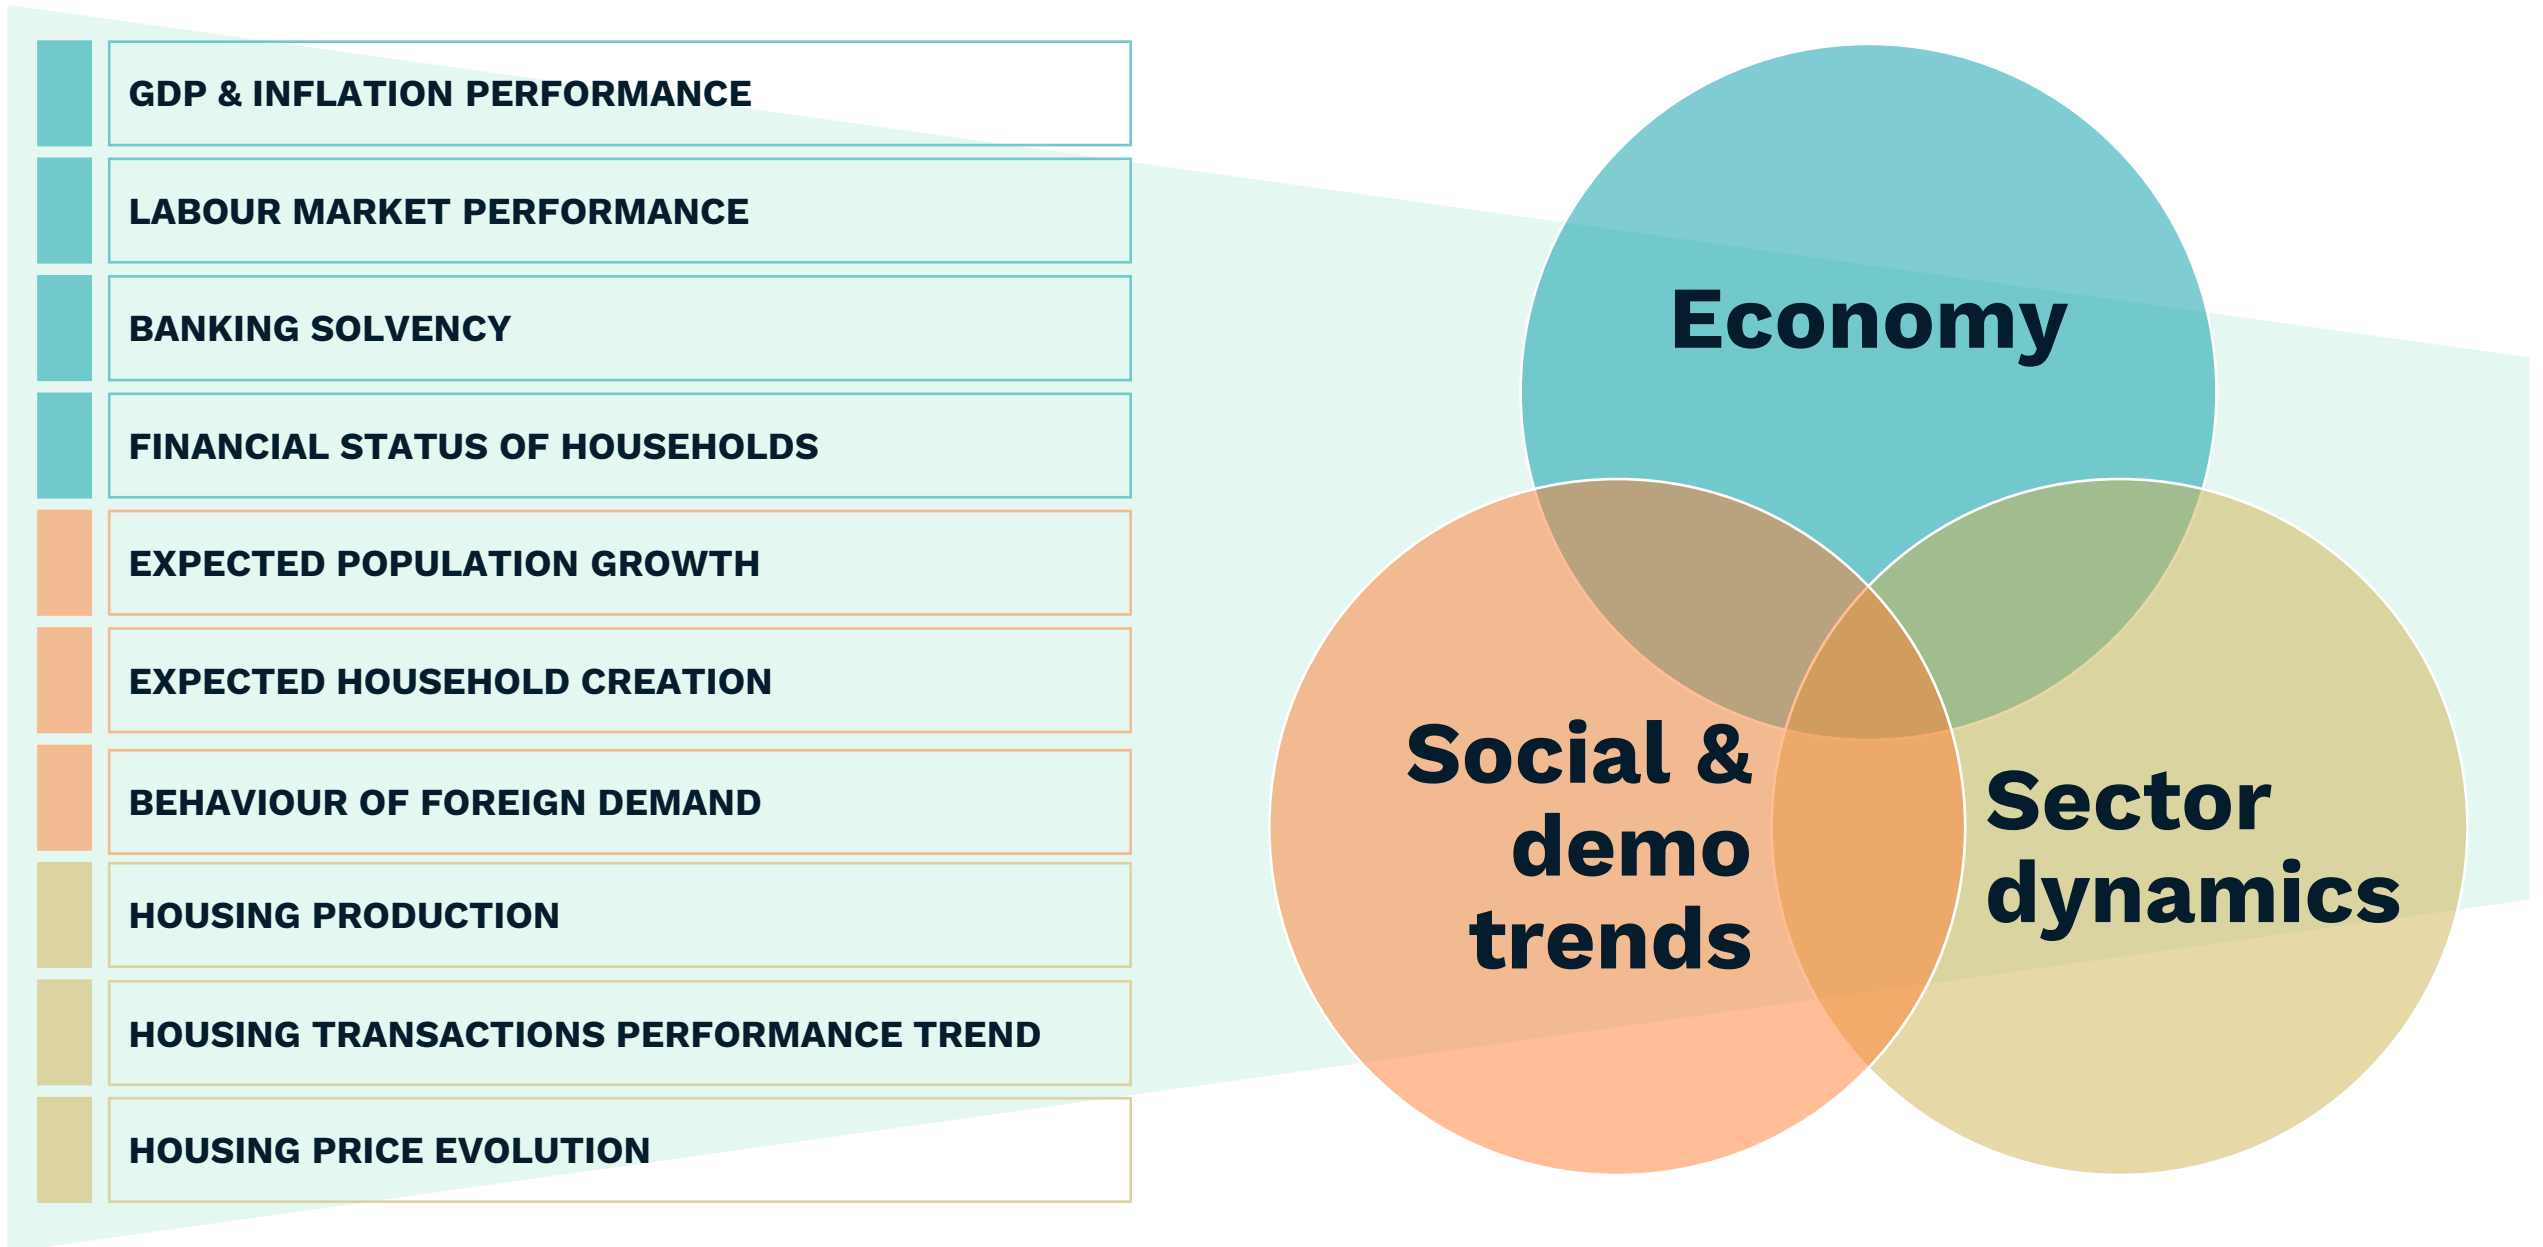 GDP & INFLATION PERFORMANCE
LABOUR MARKET PERFORMANCE
BANKING SOLVENCY
FINANCIAL STATUS OF HOUSEHOLDS
EXPECTED POPULATION GROWTH
EXPECTED HOUSEHOLD CREATION
BEHAVIOUR OF FOREIGN DEMAND
HOUSING PRODUCTION
HOUSING TRANSACTIONS PERFORMANCE TREND
HOUSING PRICE EVOLUTION
Economy
Social &
demo
trends
Sector
dynamics